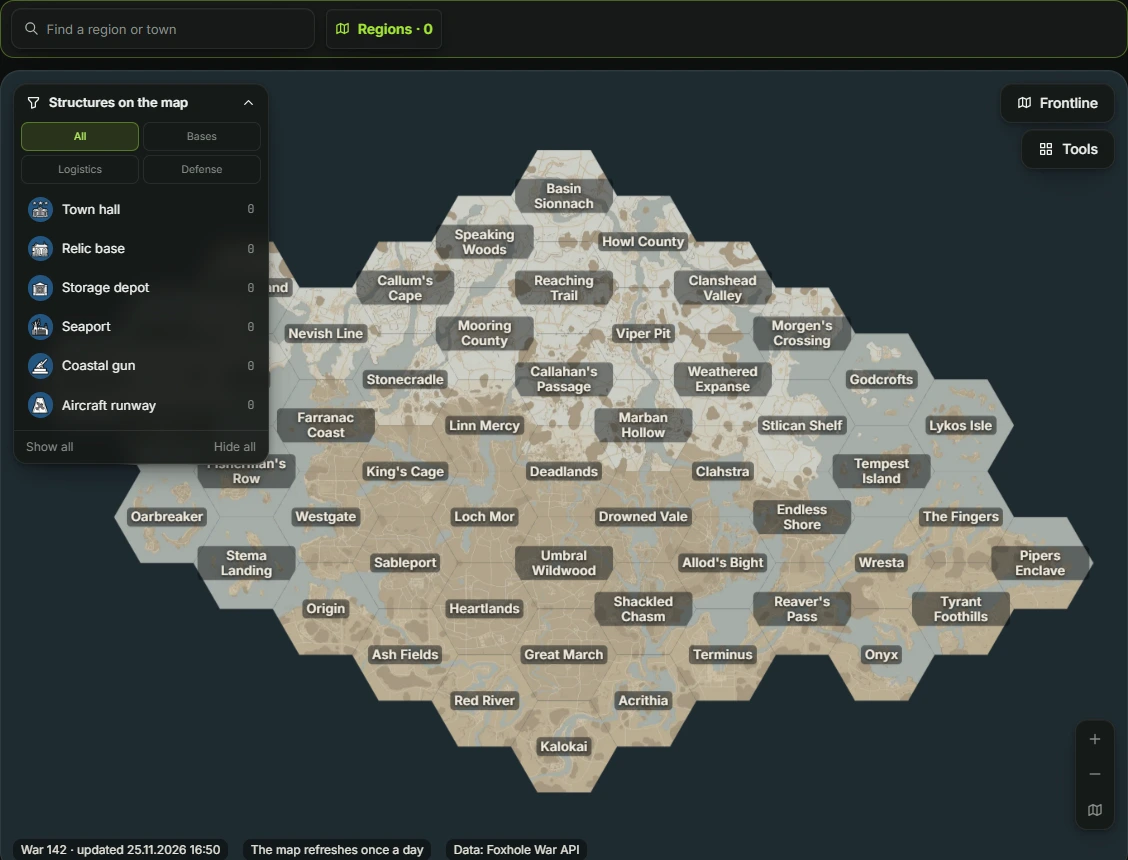 Find a region or town
Regions · 0
Structures on the map
All
Bases
Logistics
Defense
Town hall 0
Relic base 0
Storage depot 0
Seaport 0
Coastal gun 0
Aircraft runway 0
Show all
Hide all
Frontline
Tools
Basin
Sionnach
Speaking
Woods
Howl County
Callum's
Cape
Reaching
Trail
Clanshead
Valley
Nevish Line
Mooring
County
Viper Pit
Morgen's
Crossing
Stonecradle
Callahan's
Passage
Weathered
Expanse
Godcrofts
Farranac
Coast
Linn Mercy
Marban
Hollow
Stlican Shelf
Lykos Isle
Fisherman's
Row
King's Cage
Deadlands
Clahstra
Tempest
Island
Oarbreaker
Westgate
Loch Mor
Drowned Vale
Endless
Shore
The Fingers
Stema
Landing
Sableport
Umbral
Wildwood
Allod's Bight
Wresta
Pipers
Enclave
Origin
Heartlands
Shackled
Chasm
Reaver's
Pass
Tyrant
Foothills
Ash Fields
Great March
Terminus
Onyx
Red River
Acrithia
Kalokai
War 142 · updated 25.11.2026 16:50
The map refreshes once a day
Data: Foxhole War API